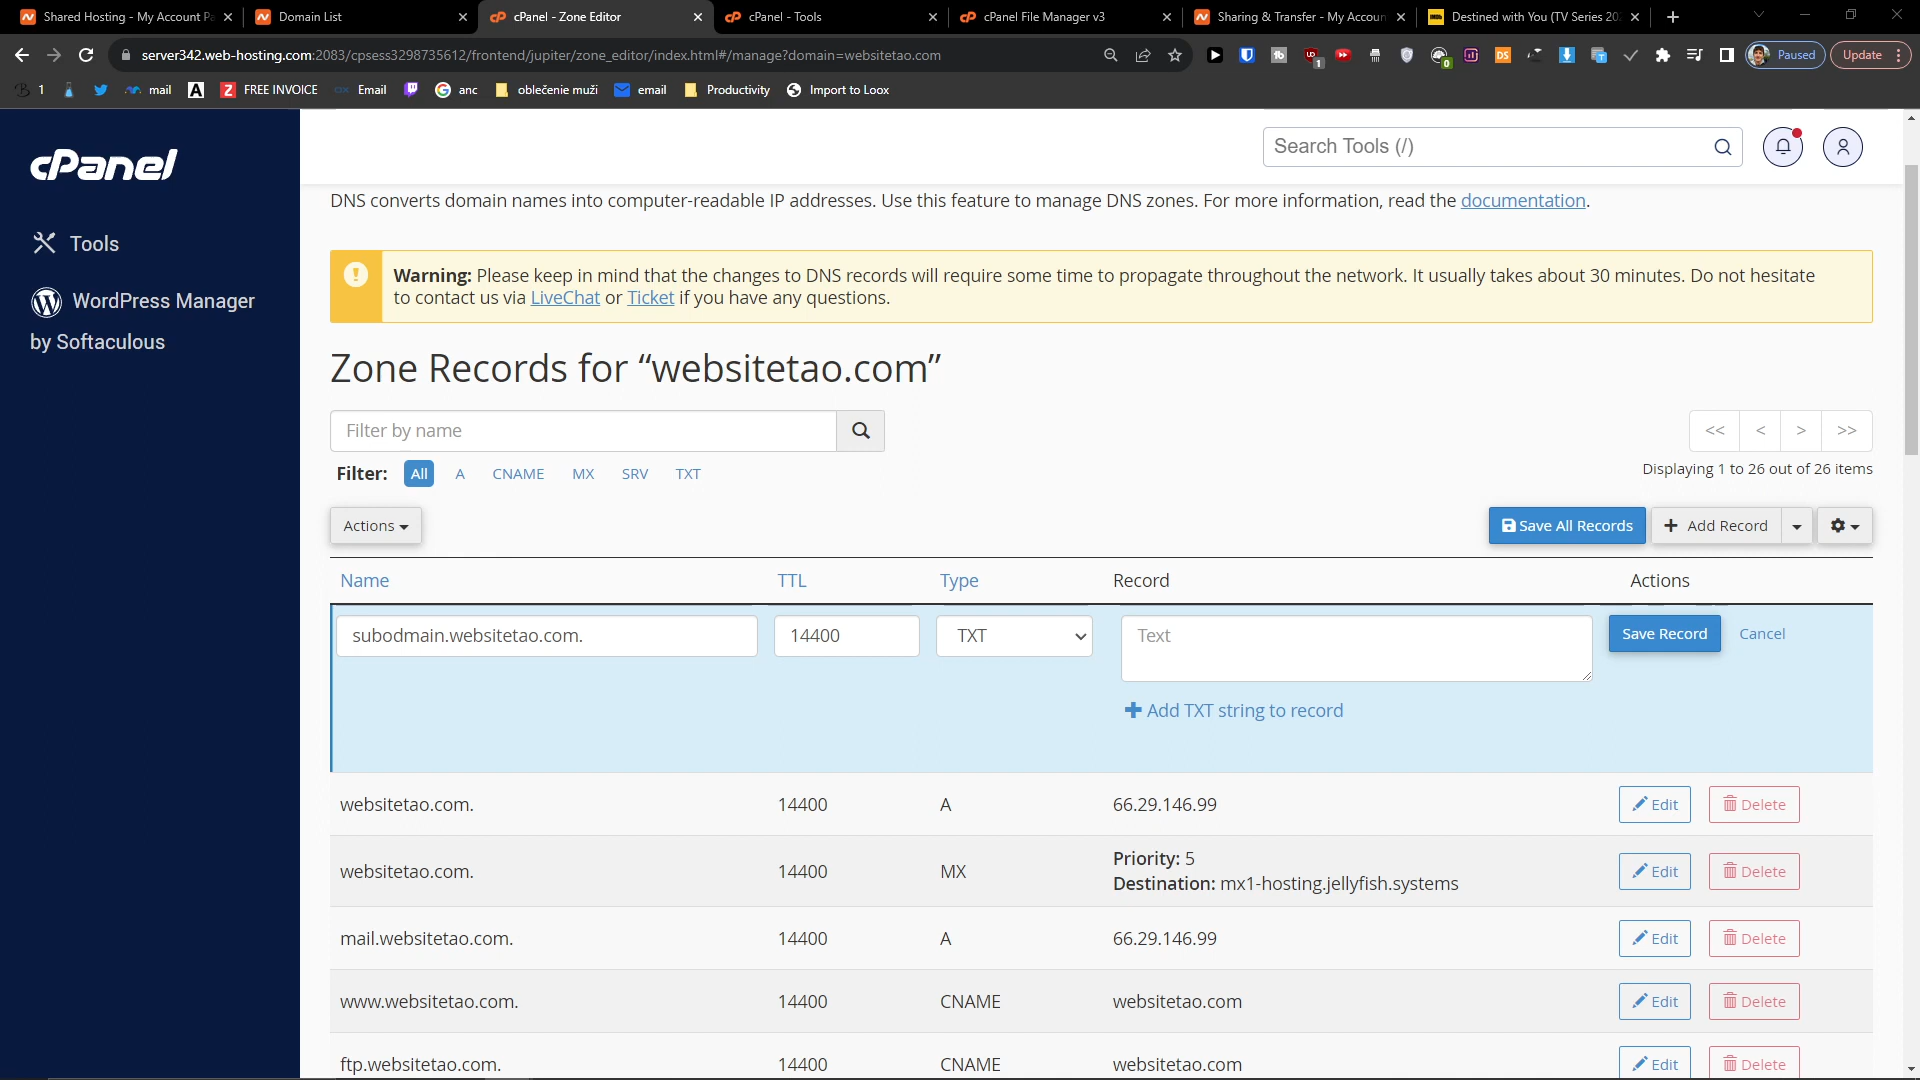 Shared Hosting - My Account Pa
Domain List
cPanel - Zone Editor
cPanel - Tools
cPanel File Manager v3
Sharing & Transfer - My Accoun
Destined with You (TV Series 20
server342.web-hosting.com:2083/cpsess3298735612/frontend/jupiter/zone_editor/index.html#/manage?domain=websitetao.com
Paused
Update
1
mail
FREE INVOICE
Email
anc
oblečenie muži
email
Productivity
Import to Loox
cPanel
Search Tools (/)
Tools
WordPress Manager
by Softaculous
DNS converts domain names into computer-readable IP addresses. Use this feature to manage DNS zones. For more information, read the documentation.
Warning: Please keep in mind that the changes to DNS records will require some time to propagate throughout the network. It usually takes about 30 minutes. Do not hesitate
to contact us via LiveChat or Ticket if you have any questions.
Zone Records for “websitetao.com”
Filter by name
<< < > >>
Filter: All A CNAME MX SRV TXT
Displaying 1 to 26 out of 26 items
Actions
Save All Records
Add Record
Name TTL Type Record Actions
subodmain.websitetao.com. 14400 TXT Text Save Record Cancel
Add TXT string to record
websitetao.com. 14400 A 66.29.146.99 Edit Delete
websitetao.com. 14400 MX Priority: 5 Edit Delete
Destination: mx1-hosting.jellyfish.systems
mail.websitetao.com. 14400 A 66.29.146.99 Edit Delete
www.websitetao.com. 14400 CNAME websitetao.com Edit Delete
ftp.websitetao.com. 14400 CNAME websitetao.com Edit Delete